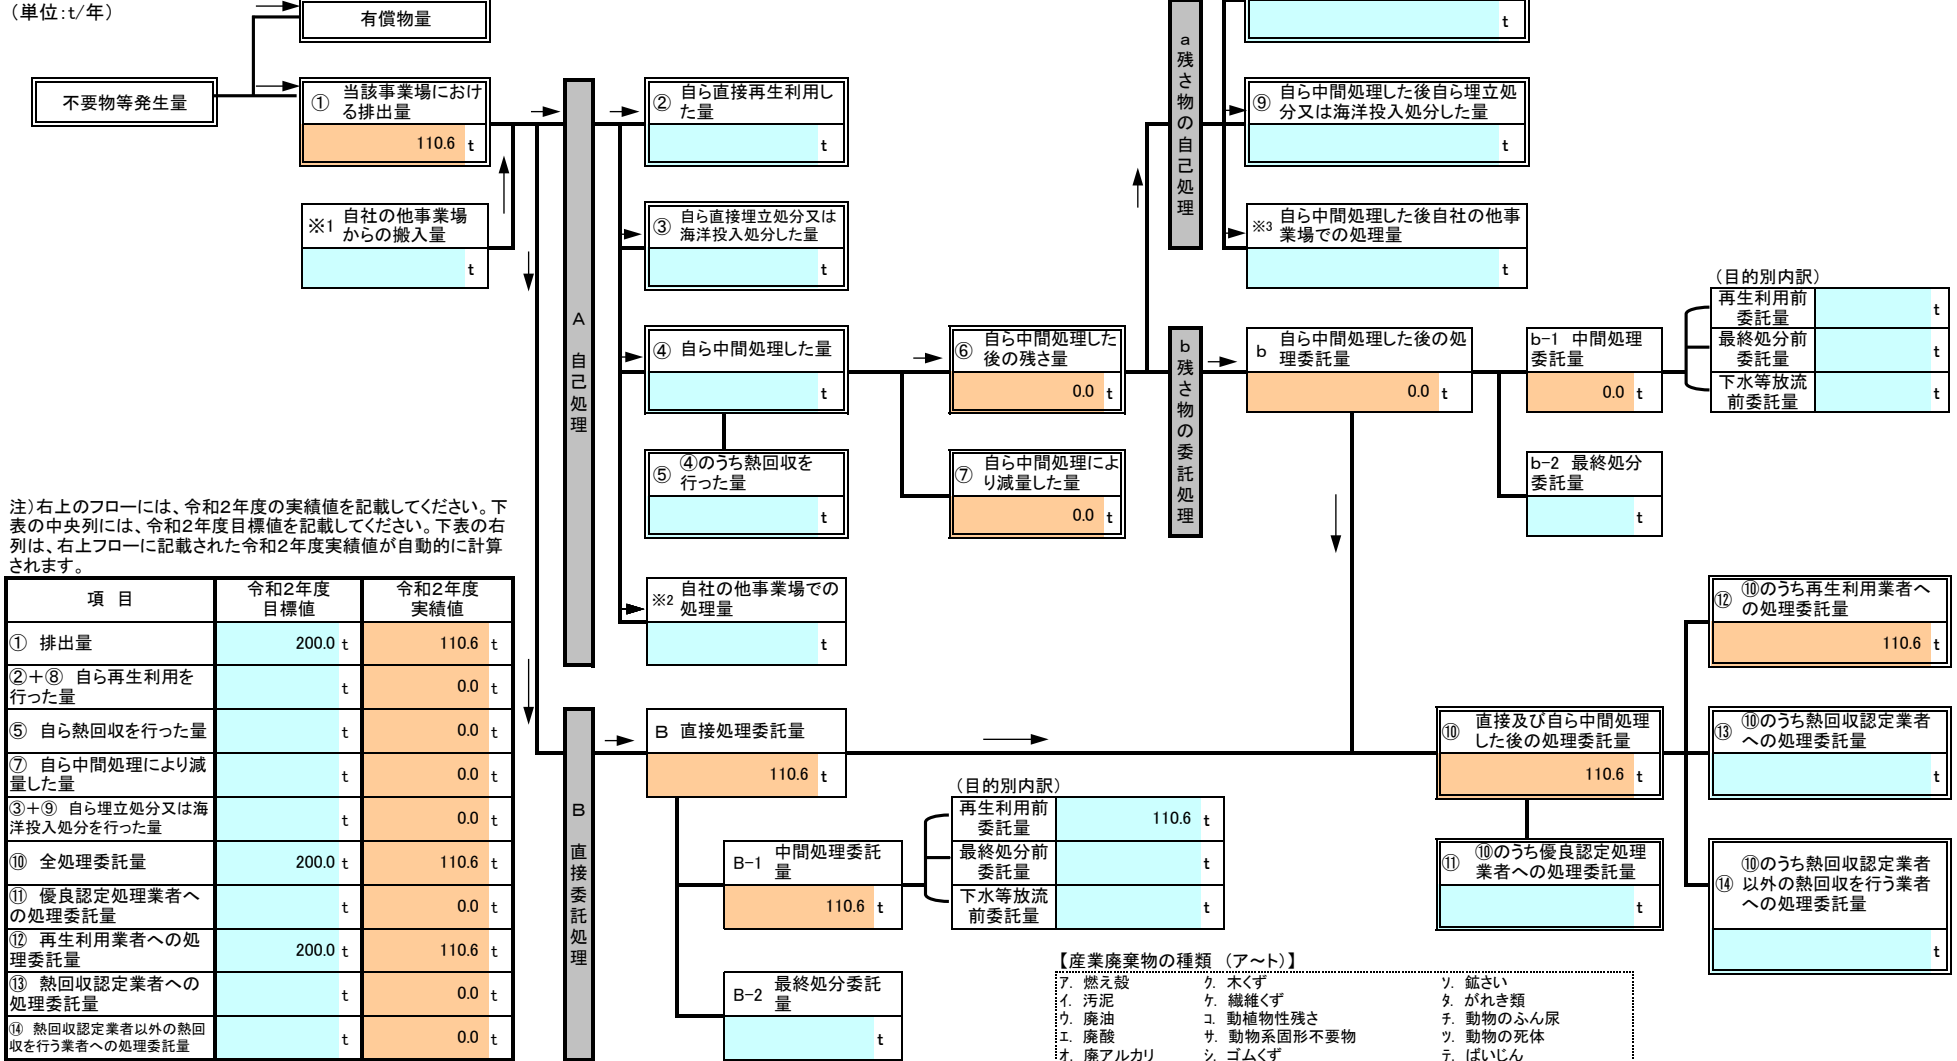 （単位：t/年）
有償物量
不要物等発生量
① 当該事業場におけ
る排出量
110.6 t
※1 自社の他事業場
からの搬入量
t
A 自己処理
② 自ら直接再生利用し
た量
t
③ 自ら直接埋立処分又は
海洋投入処分した量
t
④ 自ら中間処理した量
t
⑤ ④のうち熱回収を
行った量
t
※2 自社の他事業場での
処理量
t
⑥ 自ら中間処理した
後の残さ量
0.0 t
⑦ 自ら中間処理によ
り減量した量
0.0 t
a 残さ物の自己処理
t
⑨ 自ら中間処理した後自ら埋立処
分又は海洋投入処分した量
t
※3 自ら中間処理した後自社の他事
業場での処理量
t
b 残さ物の委託処理
b 自ら中間処理した後の処
理委託量
0.0 t
b-1 中間処理
委託量
0.0 t
b-2 最終処分
委託量
t
（目的別内訳）
再生利用前
委託量
t
最終処分前
委託量
t
下水等放流
前委託量
t
注）右上のフローには、令和2年度の実績値を記載してください。下
表の中央列には、令和2年度目標値を記載してください。下表の右
列は、右上フローに記載された令和2年度実績値が自動的に計算
されます。
項 目 令和2年度 令和2年度
目標値 実績値
① 排出量 200.0 t 110.6 t
②＋⑧ 自ら再生利用を
行った量 t 0.0 t
⑤ 自ら熱回収を行った量 t 0.0 t
⑦ 自ら中間処理により減
量した量 t 0.0 t
③＋⑨ 自ら埋立処分又は海
洋投入処分を行った量 t 0.0 t
⑩ 全処理委託量 200.0 t 110.6 t
⑪ 優良認定処理業者へ
の処理委託量 t 0.0 t
⑫ 再生利用業者への処
理委託量 200.0 t 110.6 t
⑬ 熱回収認定業者への
処理委託量 t 0.0 t
⑭ 熱回収認定業者以外の熱回
収を行う業者への処理委託量 t 0.0 t
B 直接委託処理
B 直接処理委託量
110.6 t
B-1 中間処理委託
量
110.6 t
B-2 最終処分委託
量
t
（目的別内訳）
再生利用前
委託量
110.6 t
最終処分前
委託量
t
下水等放流
前委託量
t
⑩ 直接及び自ら中間処理
した後の処理委託量
110.6 t
⑪ ⑩のうち優良認定処理
業者への処理委託量
t
⑫ ⑩のうち再生利用業者へ
の処理委託量
110.6 t
⑬ ⑩のうち熱回収認定業者
への処理委託量
t
⑭ ⑩のうち熱回収認定業者
以外の熱回収を行う業者
への処理委託量
t
【産業廃棄物の種類 （ア～ト）】
ｱ. 燃え殻 ｸ. 木くず ｿ. 鉱さい
ｲ. 汚泥 ｹ. 繊維くず ﾀ. がれき類
ｳ. 廃油 ｺ. 動植物性残さ ﾁ. 動物のふん尿
ｴ. 廃酸 ｻ. 動物系固形不要物 ﾂ. 動物の死体
ｵ. 廃アルカリ ｼ. ゴムくず ﾃ. ばいじん